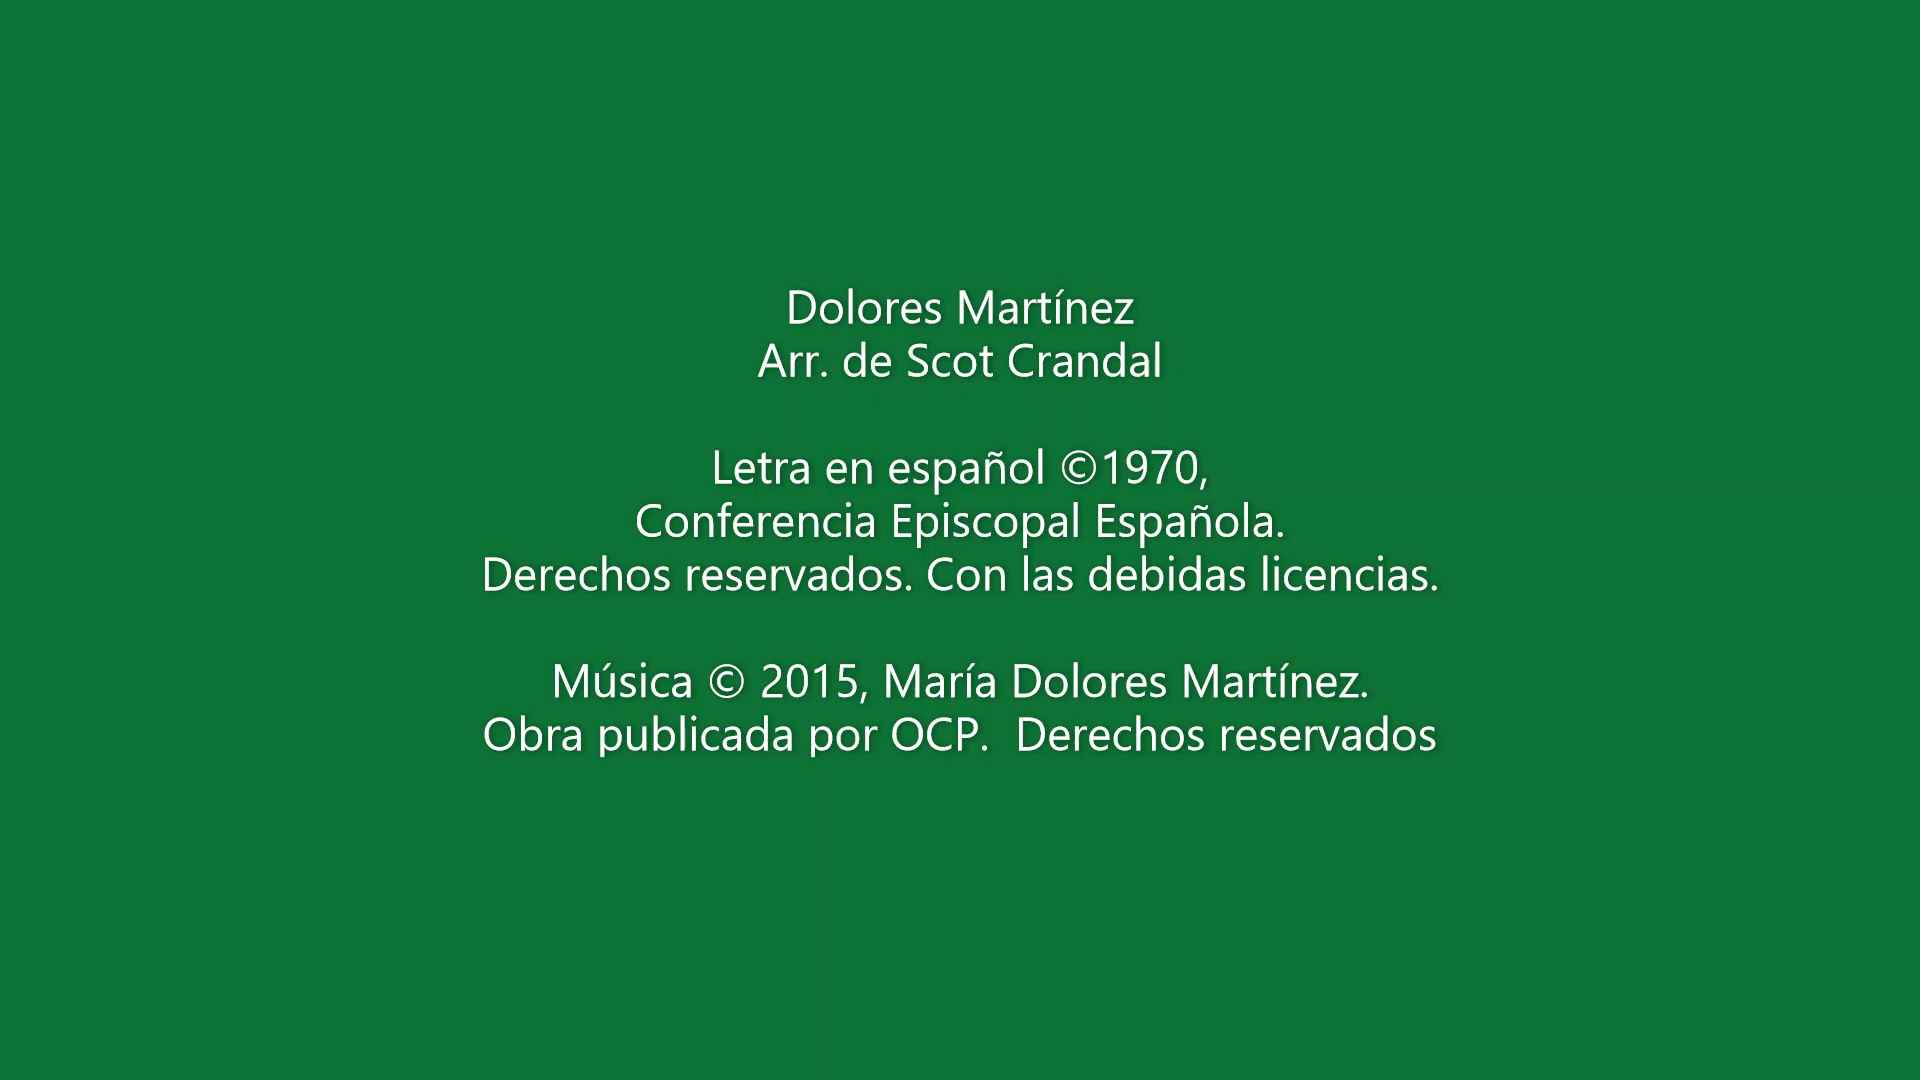 Dolores Martínez
Arr. de Scot Crandal
Letra en español ©1970,
Conferencia Episcopal Española.
Derechos reservados. Con las debidas licencias.
Música © 2015, María Dolores Martínez.
Obra publicada por OCP.  Derechos reservados